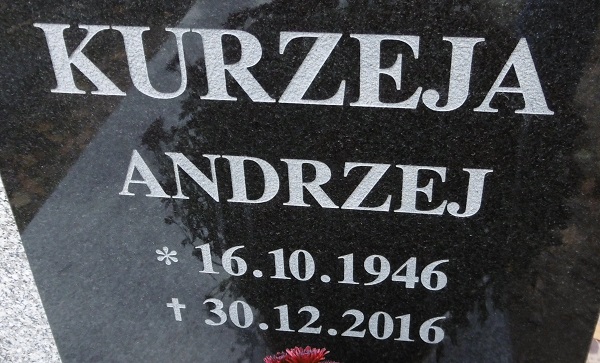 KURZEJA
ANDRZEJ
* 16.10.1946
✝ 30.12.2016